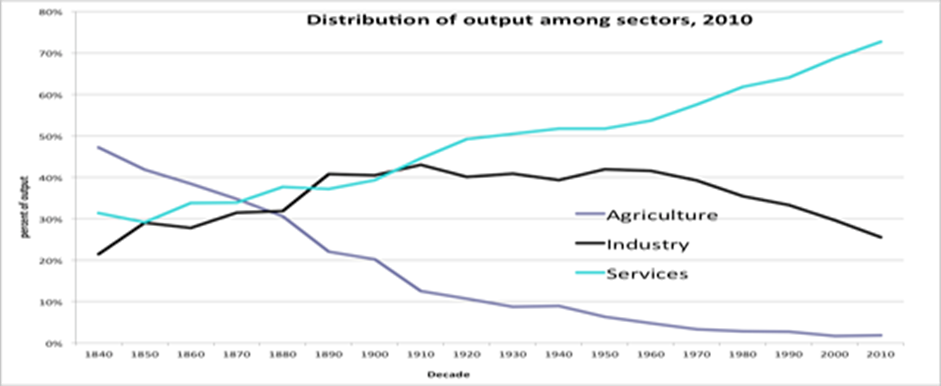 Distribution of output among sectors, 2010
80%
70%
60%
50%
40%
30%
20%
10%
0%
percent of output
Agriculture
Industry
Services
1840 1850 1860 1870 1880 1890 1900 1910 1920 1930 1940 1950 1960 1970 1980 1990 2000 2010
Decade